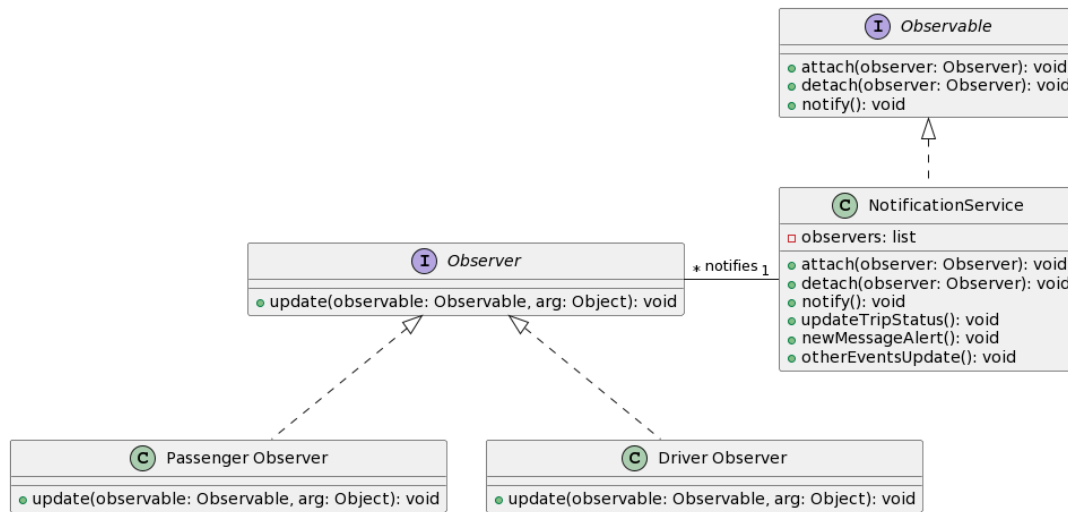 I Observable
attach(observer: Observer): void
detach(observer: Observer): void
notify(): void
C NotificationService
observers: list
attach(observer: Observer): void
detach(observer: Observer): void
notify(): void
updateTripStatus(): void
newMessageAlert(): void
otherEventsUpdate(): void
I Observer
update(observable: Observable, arg: Object): void
* notifies 1
C Passenger Observer
update(observable: Observable, arg: Object): void
C Driver Observer
update(observable: Observable, arg: Object): void